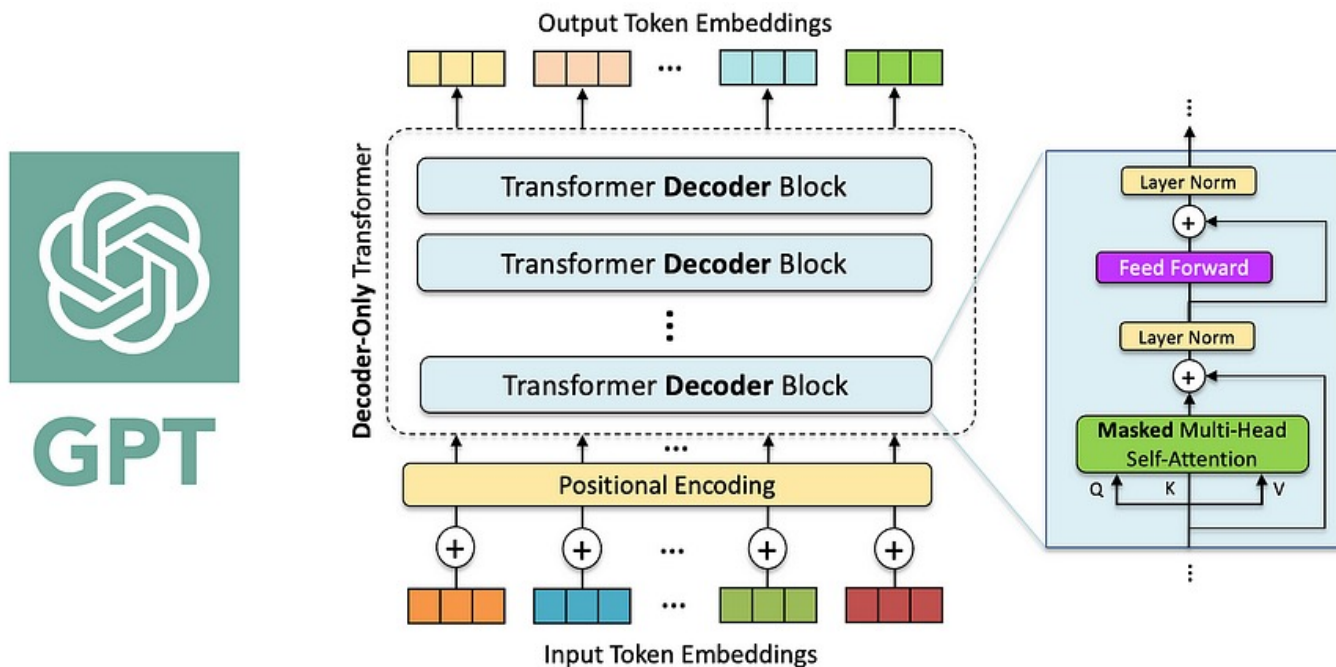 Output Token Embeddings
...
GPT
Decoder-Only Transformer
Transformer Decoder Block
Transformer Decoder Block
...
Transformer Decoder Block
...
Positional Encoding
+ + ... + +
...
Input Token Embeddings
...
Layer Norm
+
Feed Forward
Layer Norm
+
Masked Multi-Head
Self-Attention
Q K V
...